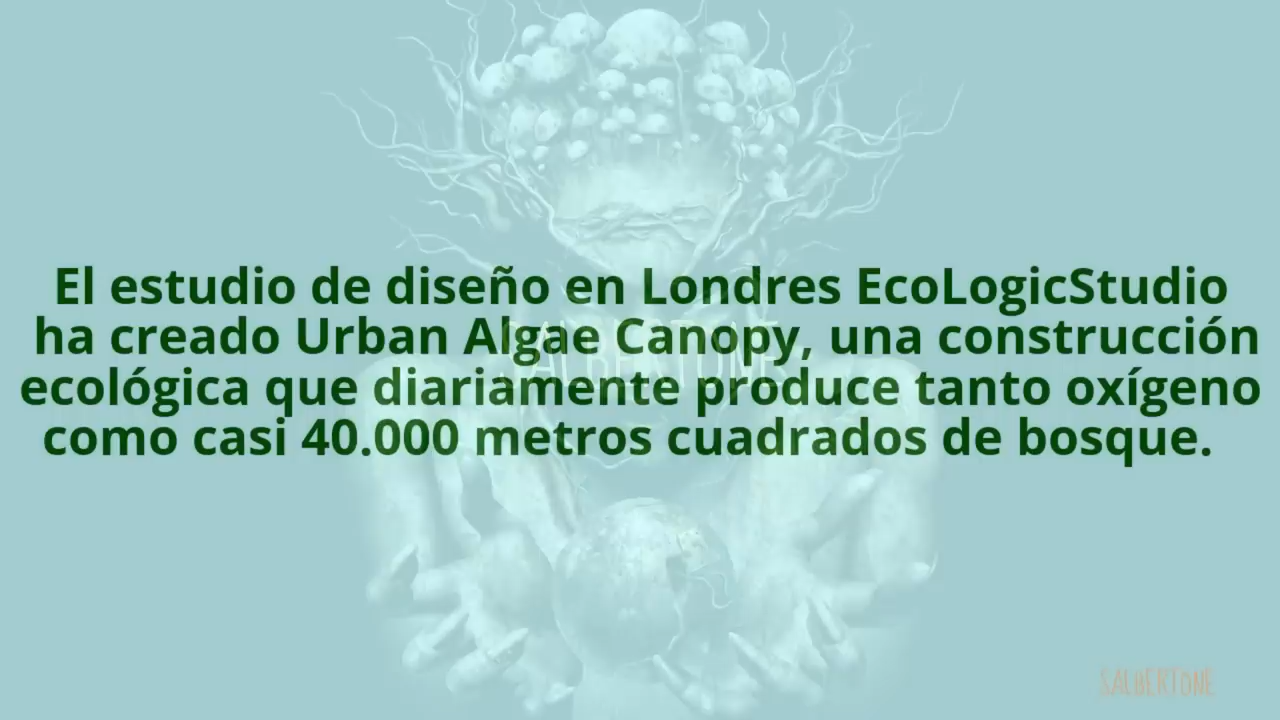 El estudio de diseño en Londres EcoLogicStudio
ha creado Urban Algae Canopy, una construcción
ecológica que diariamente produce tanto oxígeno
como casi 40.000 metros cuadrados de bosque.
SALBERTONE
SALBERTONE